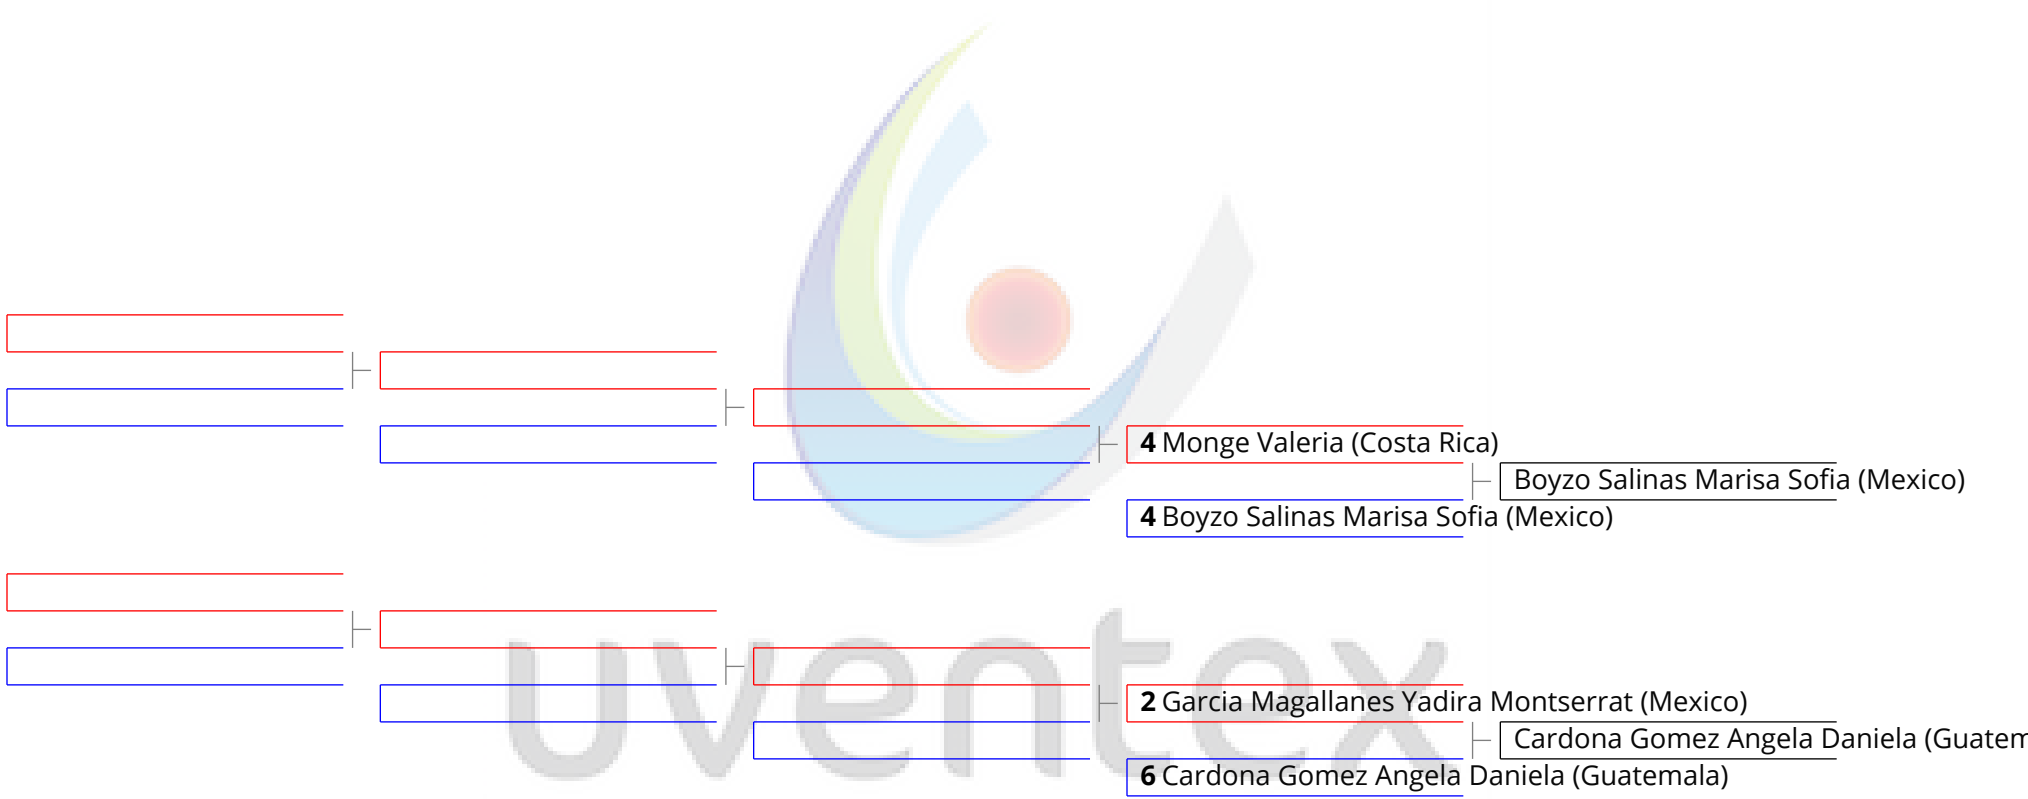 4 Monge Valeria (Costa Rica)
Boyzo Salinas Marisa Sofia (Mexico)
4 Boyzo Salinas Marisa Sofia (Mexico)
uventex
2 Garcia Magallanes Yadira Montserrat (Mexico)
Cardona Gomez Angela Daniela (Guatem
6 Cardona Gomez Angela Daniela (Guatemala)